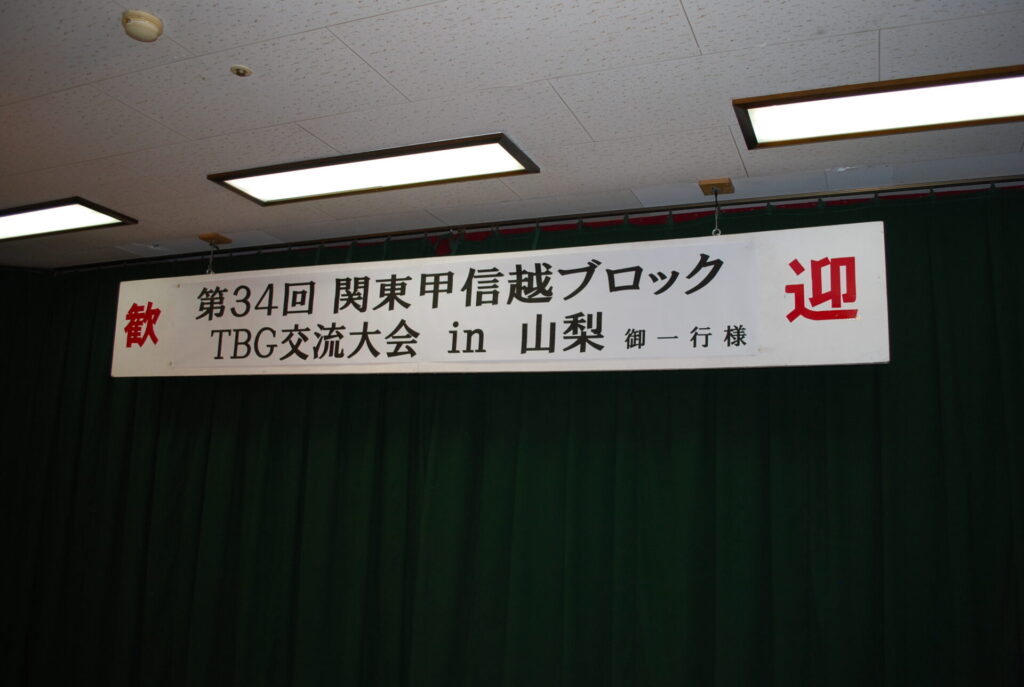 歓迎
第34回 関東甲信越ブロック
TBG交流大会 in 山梨 御一行様